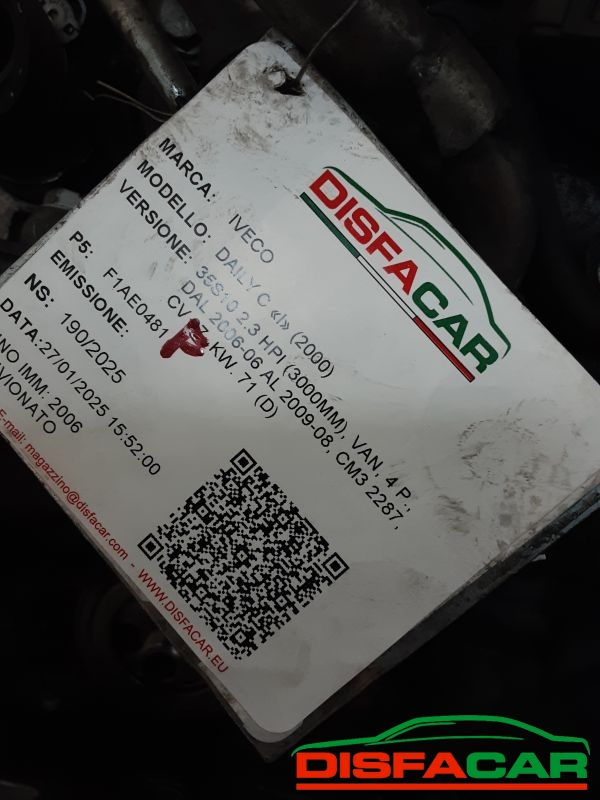 DISFACAR
MARCA: IVECO
MODELLO: DAILY C «I» (2000)
VERSIONE: 35S10 2.3 HPI (3000MM), VAN, 4 P.,
DAL 2006-06 AL 2009-08, CM3 2287,
CV 7, KW. 71 (D)
P5: F1AE0481
EMISSIONE:
NS: 190/2025
DATA:27/01/2025 15:52:00
NO IMM: 2006
VIONATO
E-mail: magazzino@disfacar.com - WWW.DISFACAR.EU
DISFACAR